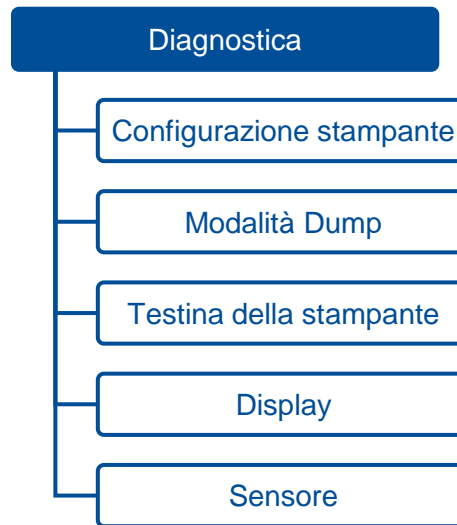 Diagnostica
Configurazione stampante
Modalità Dump
Testina della stampante
Display
Sensore